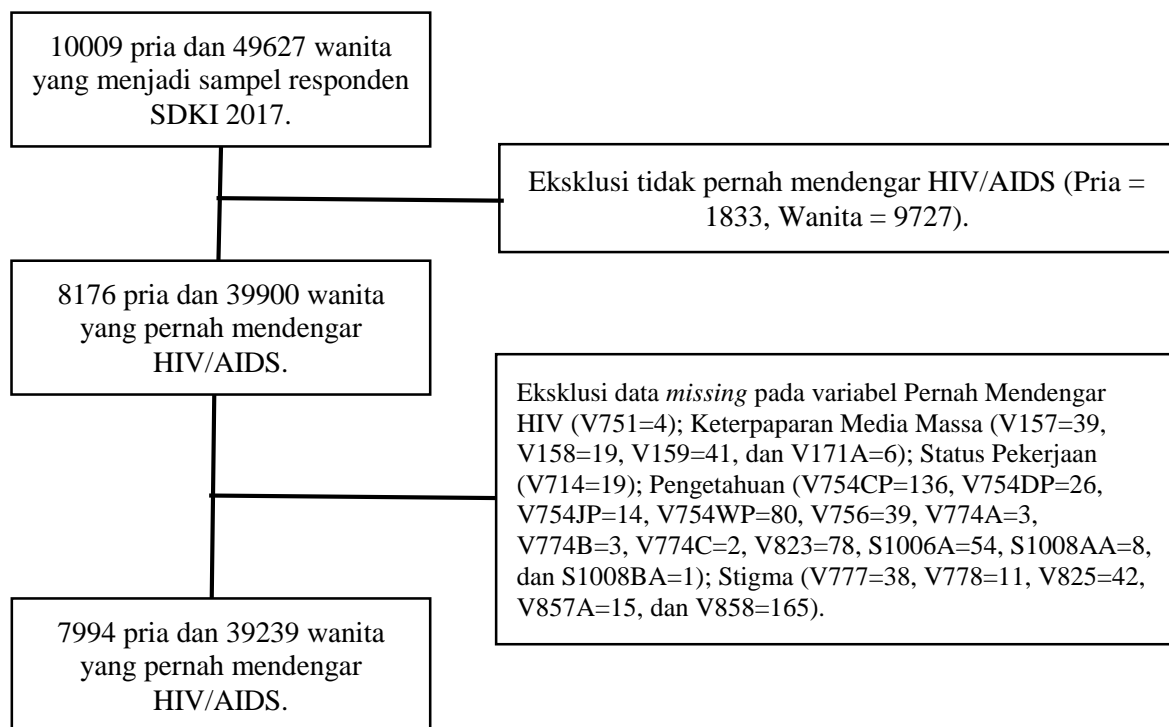 10009 pria dan 49627 wanita
yang menjadi sampel responden
SDKI 2017.
Eksklusi tidak pernah mendengar HIV/AIDS (Pria =
1833, Wanita = 9727).
8176 pria dan 39900 wanita
yang pernah mendengar
HIV/AIDS.
Eksklusi data missing pada variabel Pernah Mendengar
HIV (V751=4); Keterpaparan Media Massa (V157=39,
V158=19, V159=41, dan V171A=6); Status Pekerjaan
(V714=19); Pengetahuan (V754CP=136, V754DP=26,
V754JP=14, V754WP=80, V756=39, V774A=3,
V774B=3, V774C=2, V823=78, S1006A=54, S1008AA=8,
dan S1008BA=1); Stigma (V777=38, V778=11, V825=42,
V857A=15, dan V858=165).
7994 pria dan 39239 wanita
yang pernah mendengar
HIV/AIDS.